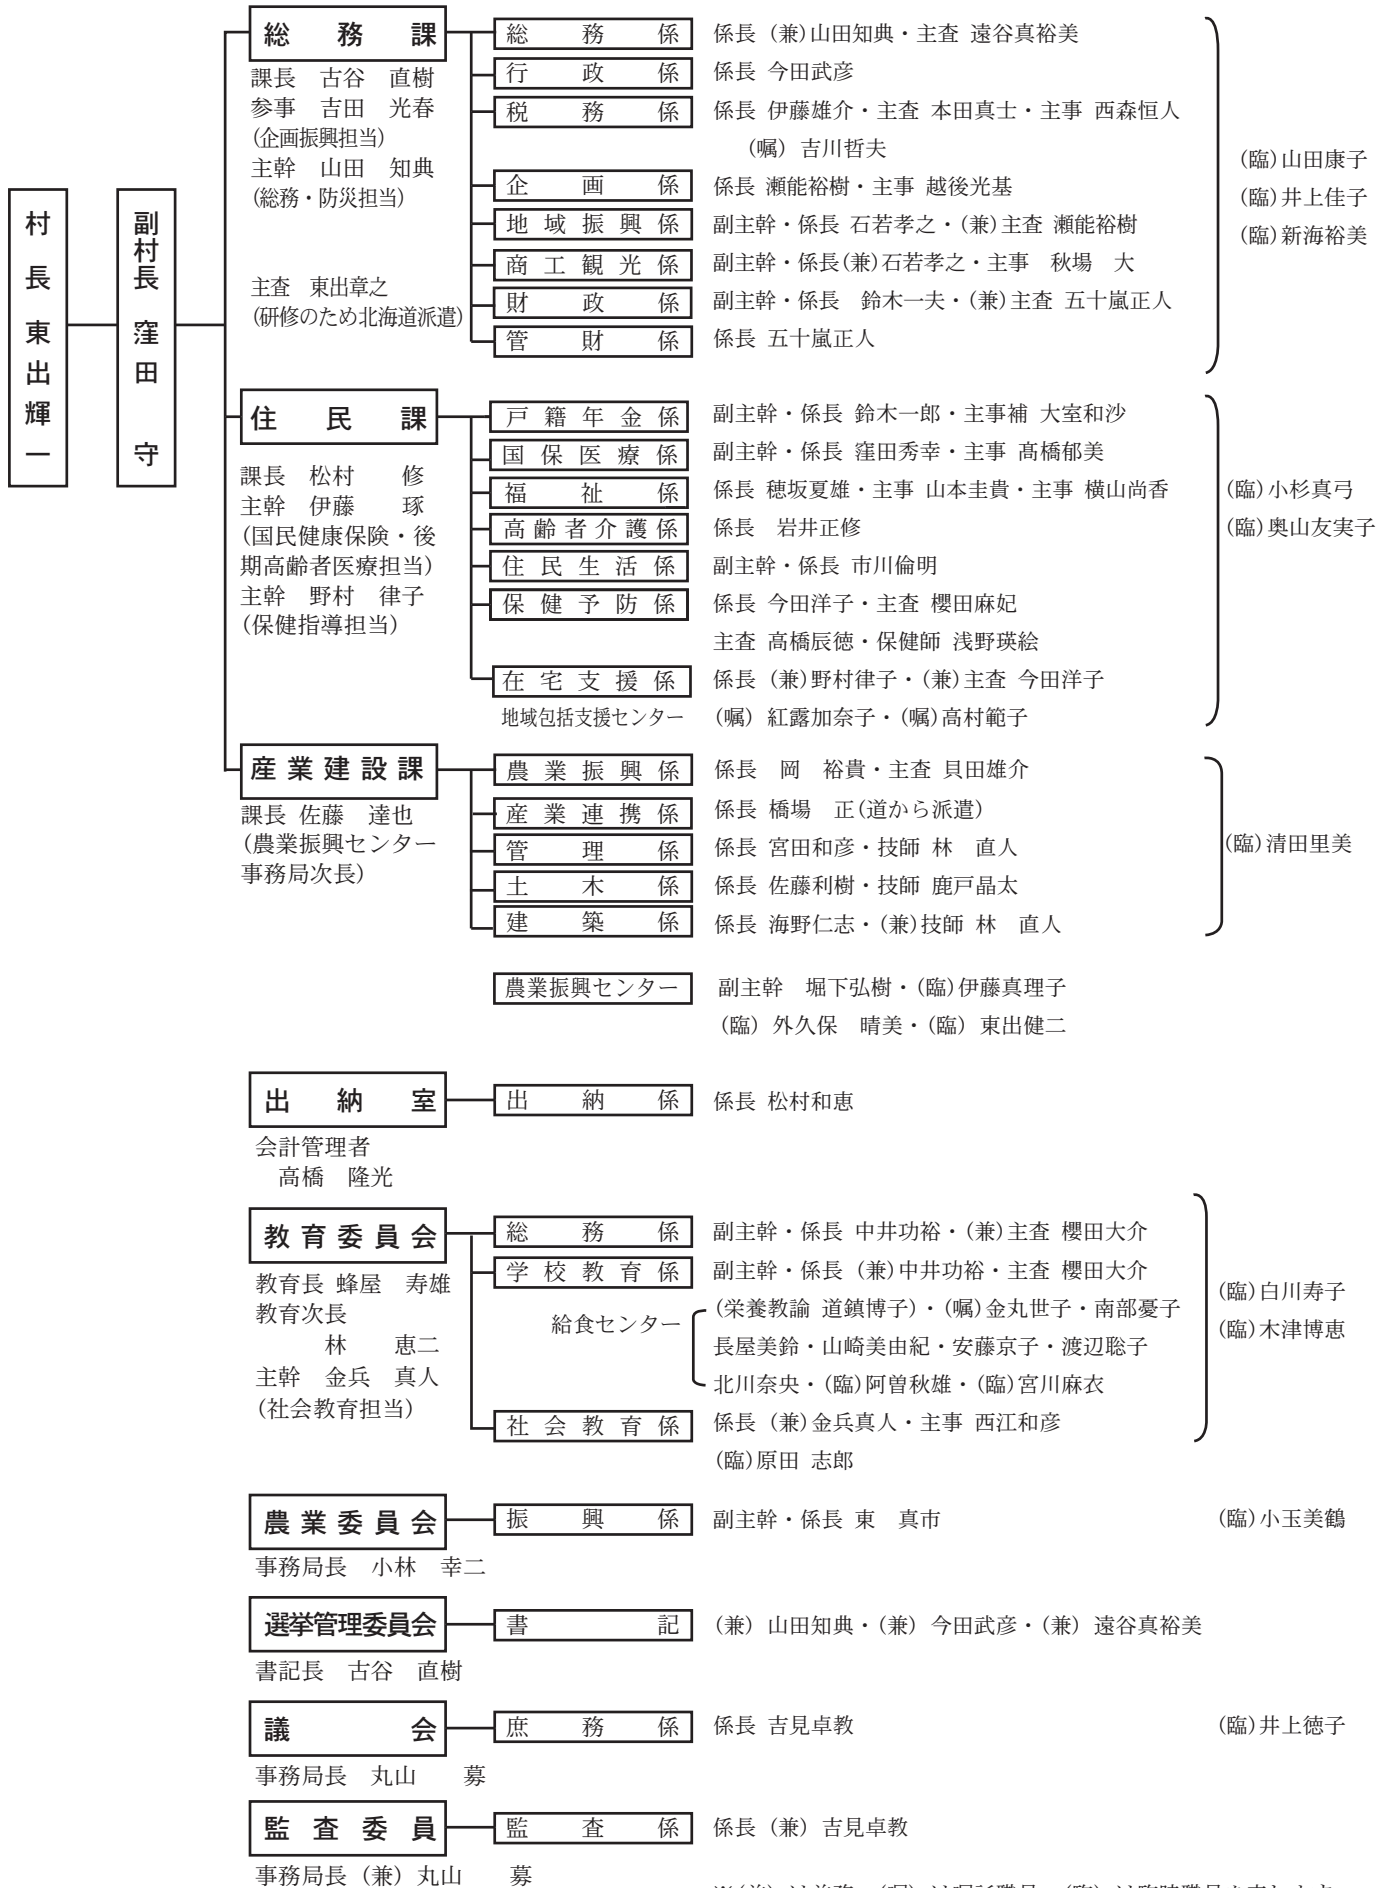 村長 東出輝一
副村長 窪田 守
総務課
課長 古谷 直樹
参事 吉田 光春
(企画振興担当)
主幹 山田 知典
(総務・防災担当)
主査 東出章之
(研修のため北海道派遣)
総務係 係長 (兼)山田知典・主査 遠谷真裕美
行政係 係長 今田武彦
税務係 係長 伊藤雄介・主査 本田真士・主事 西森恒人
(嘱) 吉川哲夫
企画係 係長 瀬能裕樹・主事 越後光基
地域振興係 副主幹・係長 石若孝之・(兼)主査 瀬能裕樹
商工観光係 副主幹・係長(兼)石若孝之・主事 秋場 大
財政係 副主幹・係長 鈴木一夫・(兼)主査 五十嵐正人
管財係 係長 五十嵐正人
(臨)山田康子
(臨)井上佳子
(臨)新海裕美
住民課
課長 松村 修
主幹 伊藤 琢
(国民健康保険・後
期高齢者医療担当)
主幹 野村 律子
(保健指導担当)
戸籍年金係 副主幹・係長 鈴木一郎・主事補 大室和沙
国保医療係 副主幹・係長 窪田秀幸・主事 髙橋郁美
福祉係 係長 穂坂夏雄・主事 山本圭貴・主事 横山尚香
高齢者介護係 係長 岩井正修
住民生活係 副主幹・係長 市川倫明
保健予防係 係長 今田洋子・主査 櫻田麻妃
主査 高橋辰徳・保健師 浅野瑛絵
在宅支援係 係長 (兼)野村律子・(兼)主査 今田洋子
地域包括支援センター (嘱) 紅露加奈子・(嘱)高村範子
(臨)小杉真弓
(臨)奥山友実子
産業建設課
課長 佐藤 達也
(農業振興センター
事務局次長)
農業振興係 係長 岡 裕貴・主査 貝田雄介
産業連携係 係長 橋場 正(道から派遣)
管理係 係長 宮田和彦・技師 林 直人
土木係 係長 佐藤利樹・技師 鹿戸晶太
建築係 係長 海野仁志・(兼)技師 林 直人
(臨)清田里美
農業振興センター 副主幹 堀下弘樹・(臨)伊藤真理子
(臨) 外久保 晴美・(臨) 東出健二
出納室
会計管理者
高橋 隆光
出納係 係長 松村和恵
教育委員会
教育長 蜂屋 寿雄
教育次長
林 恵二
主幹 金兵 真人
(社会教育担当)
総務係 副主幹・係長 中井功裕・(兼)主査 櫻田大介
学校教育係 副主幹・係長 (兼)中井功裕・主査 櫻田大介
給食センター (栄養教諭 道鎮博子)・(嘱)金丸世子・南部憂子
長屋美鈴・山崎美由紀・安藤京子・渡辺聡子
北川奈央・(臨)阿曽秋雄・(臨)宮川麻衣
社会教育係 係長 (兼)金兵真人・主事 西江和彦
(臨)原田 志郎
(臨)白川寿子
(臨)木津博恵
農業委員会
事務局長 小林 幸二
振興係 副主幹・係長 東 真市 (臨)小玉美鶴
選挙管理委員会
書記長 古谷 直樹
書記 (兼) 山田知典・(兼) 今田武彦・(兼) 遠谷真裕美
議会
事務局長 丸山 募
庶務係 係長 吉見卓教 (臨)井上徳子
監査委員
事務局長 (兼) 丸山 募
監査係 係長 (兼) 吉見卓教